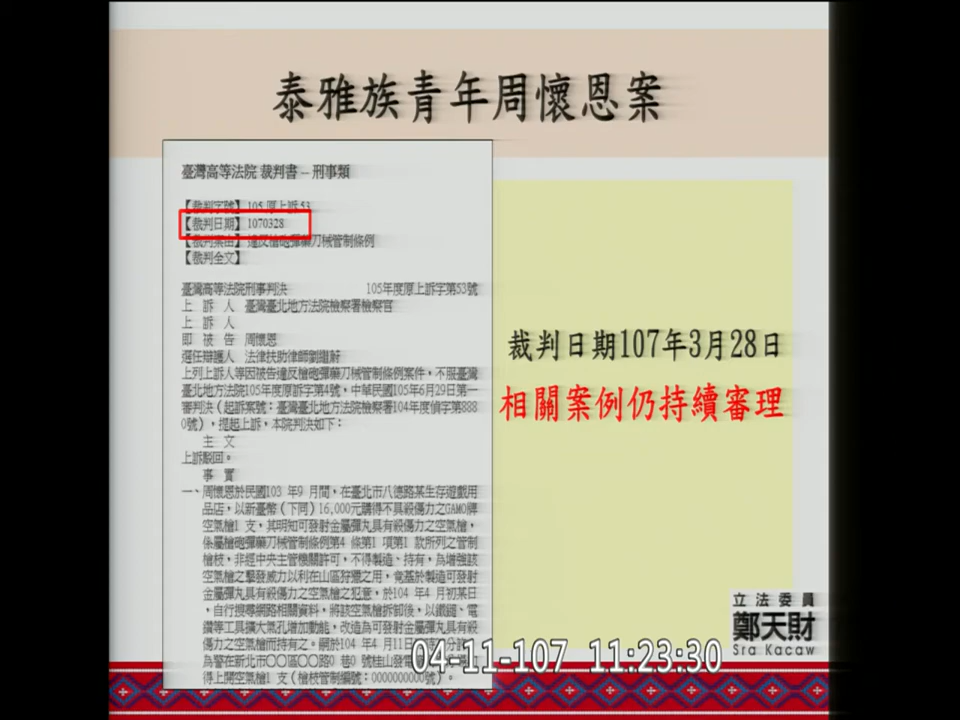 泰雅族青年周懷恩案
臺灣高等法院 裁判書 -- 刑事類
【裁判字號】 105,原上訴,53
【裁判日期】 1070328
【裁判案由】 違反槍砲彈藥刀械管制條例
【裁判全文】
臺灣高等法院刑事判決 105年度原上訴字第53號
上 訴 人 臺灣臺北地方法院檢察署檢察官
上 訴 人
即 被 告 周懷恩
選任辯護人 法律扶助律師劉繼蔚
上列上訴人等因被告違反槍砲彈藥刀械管制條例案件，不服臺灣
臺北地方法院105年度原訴字第4號，中華民國105年6月29日第一
審判決（起訴案號：臺灣臺北地方法院檢察署104年度偵字第888
0號），提起上訴，本院判決如下：
主 文
上訴駁回。
事 實
一、周懷恩於民國103 年9 月間，在臺北市八德路某生存遊戲用
品店，以新臺幣（下同）16,000元購得不具殺傷力之GAMO牌
空氣槍1 支，其明知可發射金屬彈丸具有殺傷力之空氣槍，
係屬槍砲彈藥刀械管制條例第4 條第1 項第1 款所列之管制
槍枝，非經中央主管機關許可，不得製造、持有，為增強該
空氣槍之擊發威力以利在山區狩獵之用，竟基於製造可發射
金屬彈丸具有殺傷力之空氣槍之犯意，於104 年4 月初某日
，自行搜尋網路相關資料，將該空氣槍拆卸後，以鐵鎚、電
鑽等工具擴大氣孔增加動能，改造為可發射金屬彈丸具有殺
傷力之空氣槍而持有之。嗣於104 年4 月11日
為警在新北市○○區○○路0 巷0 號桂山發電
得上開空氣槍1 支（槍枝管制編號：0000000000號）。
裁判日期107年3月28日
相關案例仍持續審理
立法委員
鄭天財
Sra Kacaw
04-11-107 11:23:30